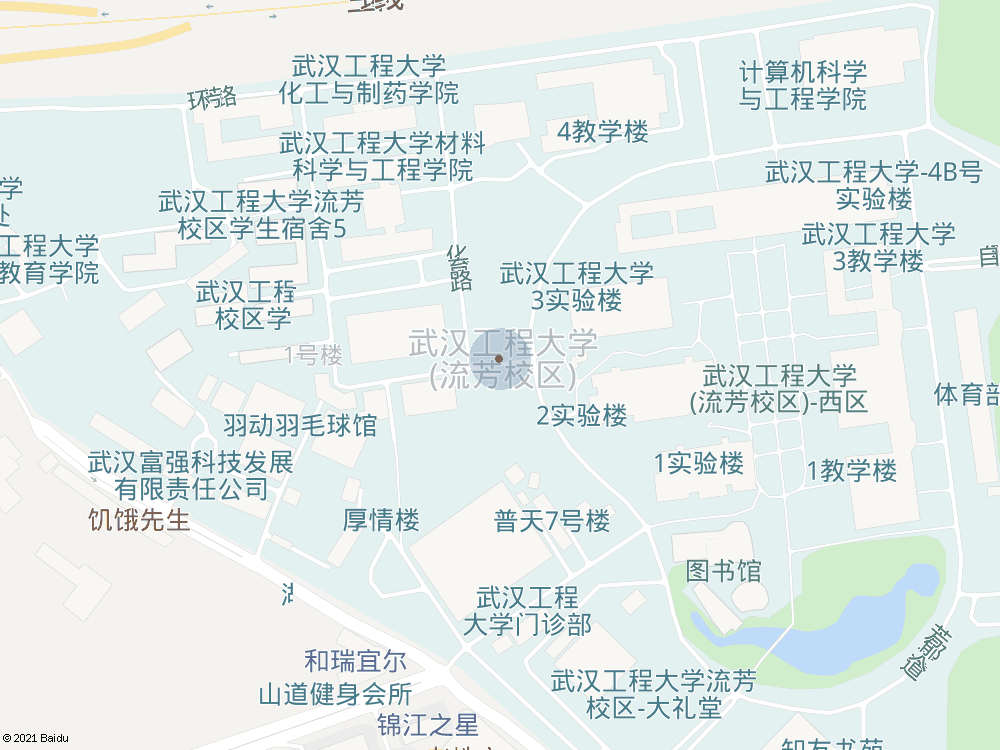 武汉工程大学
化工与制药学院
环湾路
计算机科学
与工程学院
4教学楼
武汉工程大学材料
科学与工程学院
武汉工程大学-4B号
实验楼
武汉工程大学流芳
校区学生宿舍5
学
处
工程大学
教育学院
武汉工程大学
3教学楼
化工路
武汉工程大学
3实验楼
武汉工程
校区学
武汉工程大学
(流芳校区)
1号楼
武汉工程大学
(流芳校区)-西区
体育部
2实验楼
羽动羽毛球馆
武汉富强科技发展
有限责任公司
1实验楼
1教学楼
饥饿先生
厚情楼
普天7号楼
图书馆
武汉工程
大学门诊部
和瑞宜尔
山道健身会所
武汉工程大学流芳
校区-大礼堂
锦江之星
知友书苑
© 2021 Baidu